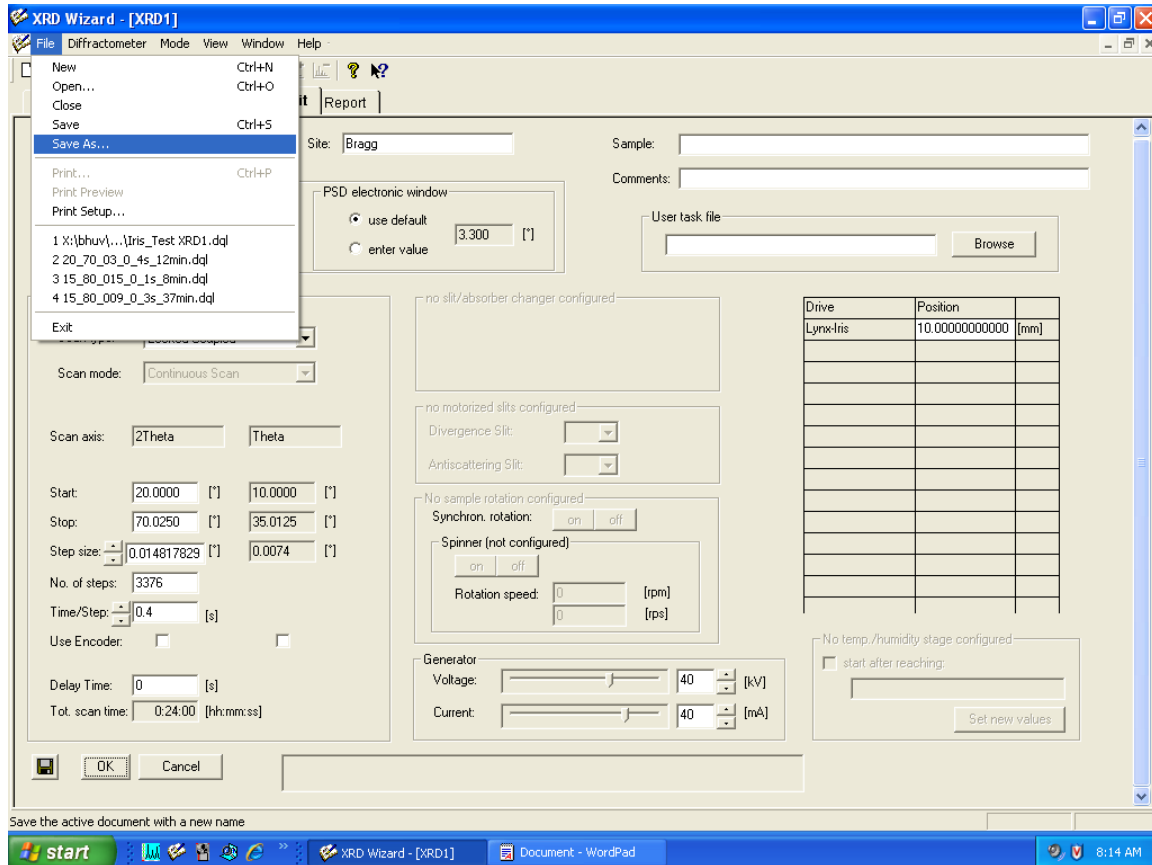 XRD Wizard - [XRD1]
File Diffractometer Mode View Window Help
New Ctrl+N
Open... Ctrl+O
Close
Save Ctrl+S
Save As...
Print... Ctrl+P
Print Preview
Print Setup...
1 X:\bhuv\...\Iris_Test XRD1.dql
2 20_70_03_0_4s_12min.dql
3 15_80_015_0_1s_8min.dql
4 15_80_009_0_3s_37min.dql
Exit
Report
Site: Bragg
Sample:
Comments:
PSD electronic window
use default
enter value
3.300 [°]
User task file
Browse
Scan mode: Continuous Scan
Scan axis: 2Theta Theta
Start: 20.0000 [°] 10.0000 [°]
Stop: 70.0250 [°] 35.0125 [°]
Step size: 0.014817829 [°] 0.0074 [°]
No. of steps: 3376
Time/Step: 0.4 [s]
Use Encoder:
Delay Time: 0 [s]
Tot. scan time: 0:24:00 [hh:mm:ss]
no slit/absorber changer configured
no motorized slits configured
Divergence Slit:
Antiscattering Slit:
No sample rotation configured
Synchron. rotation: on off
Spinner (not configured)
on off
Rotation speed: 0 [rpm]
0 [rps]
Generator
Voltage: 40 [kV]
Current: 40 [mA]
Drive Position
Lynx-Iris 10.00000000000 [mm]
No temp./humidity stage configured
start after reaching:
Set new values
OK Cancel
Save the active document with a new name
start XRD Wizard - [XRD1] Document - WordPad 8:14 AM